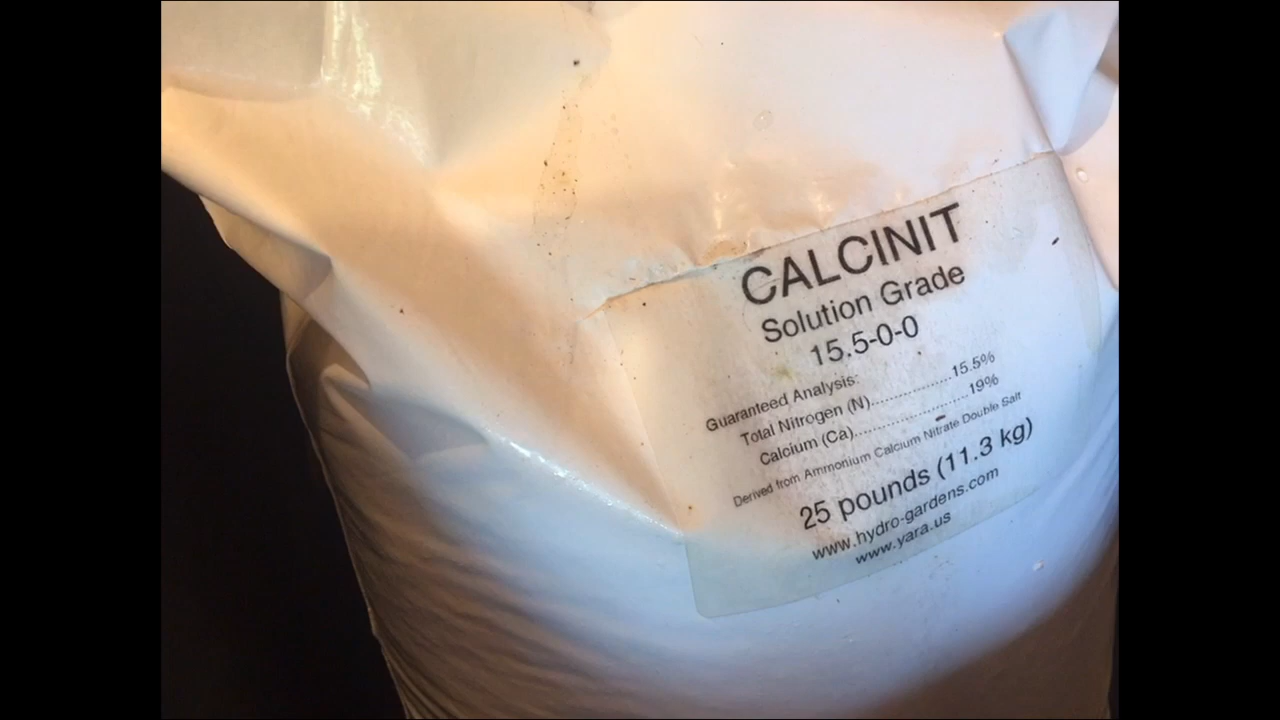 CALCINIT
Solution Grade
15.5-0-0
Guaranteed Analysis:
Total Nitrogen (N)....................15.5%
Calcium (Ca)............................19%
Derived from Ammonium Calcium Nitrate Double Salt
25 pounds (11.3 kg)
www.hydro-gardens.com
www.yara.us